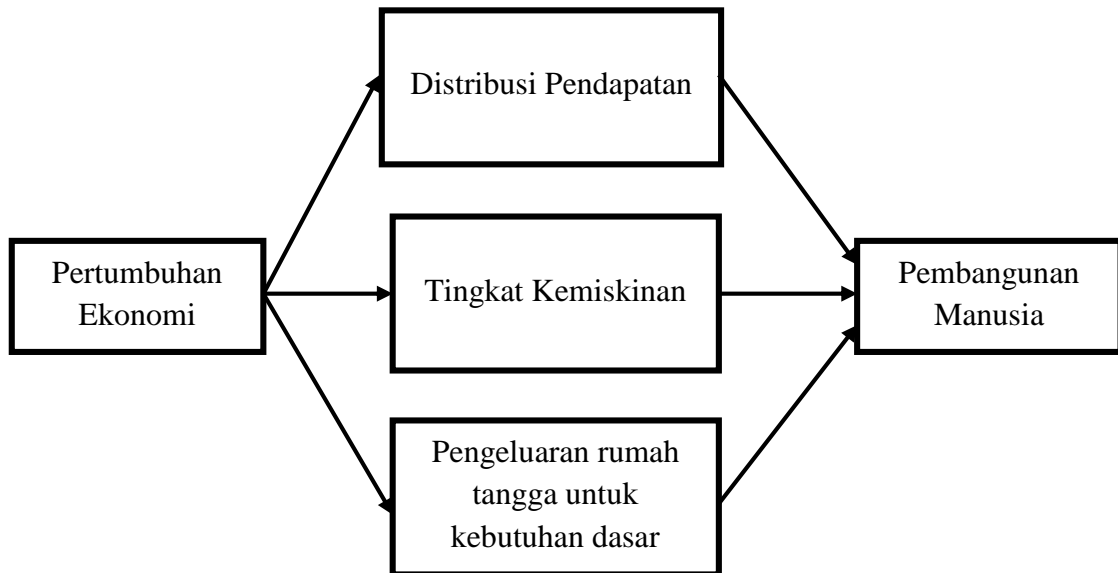 Distribusi Pendapatan
Pertumbuhan
Ekonomi
Tingkat Kemiskinan
Pembangunan
Manusia
Pengeluaran rumah
tangga untuk
kebutuhan dasar